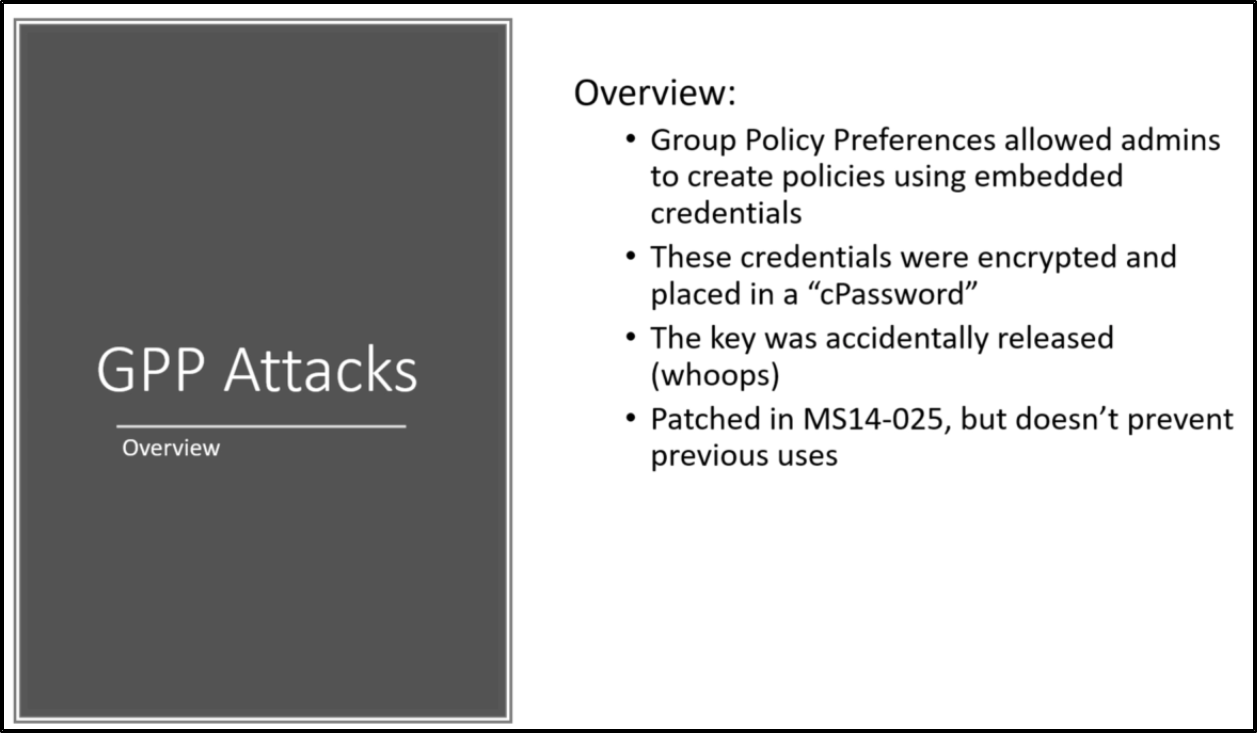 GPP Attacks
Overview
Overview:
• Group Policy Preferences allowed admins
to create policies using embedded
credentials
• These credentials were encrypted and
placed in a “cPassword”
• The key was accidentally released
(whoops)
• Patched in MS14-025, but doesn’t prevent
previous uses